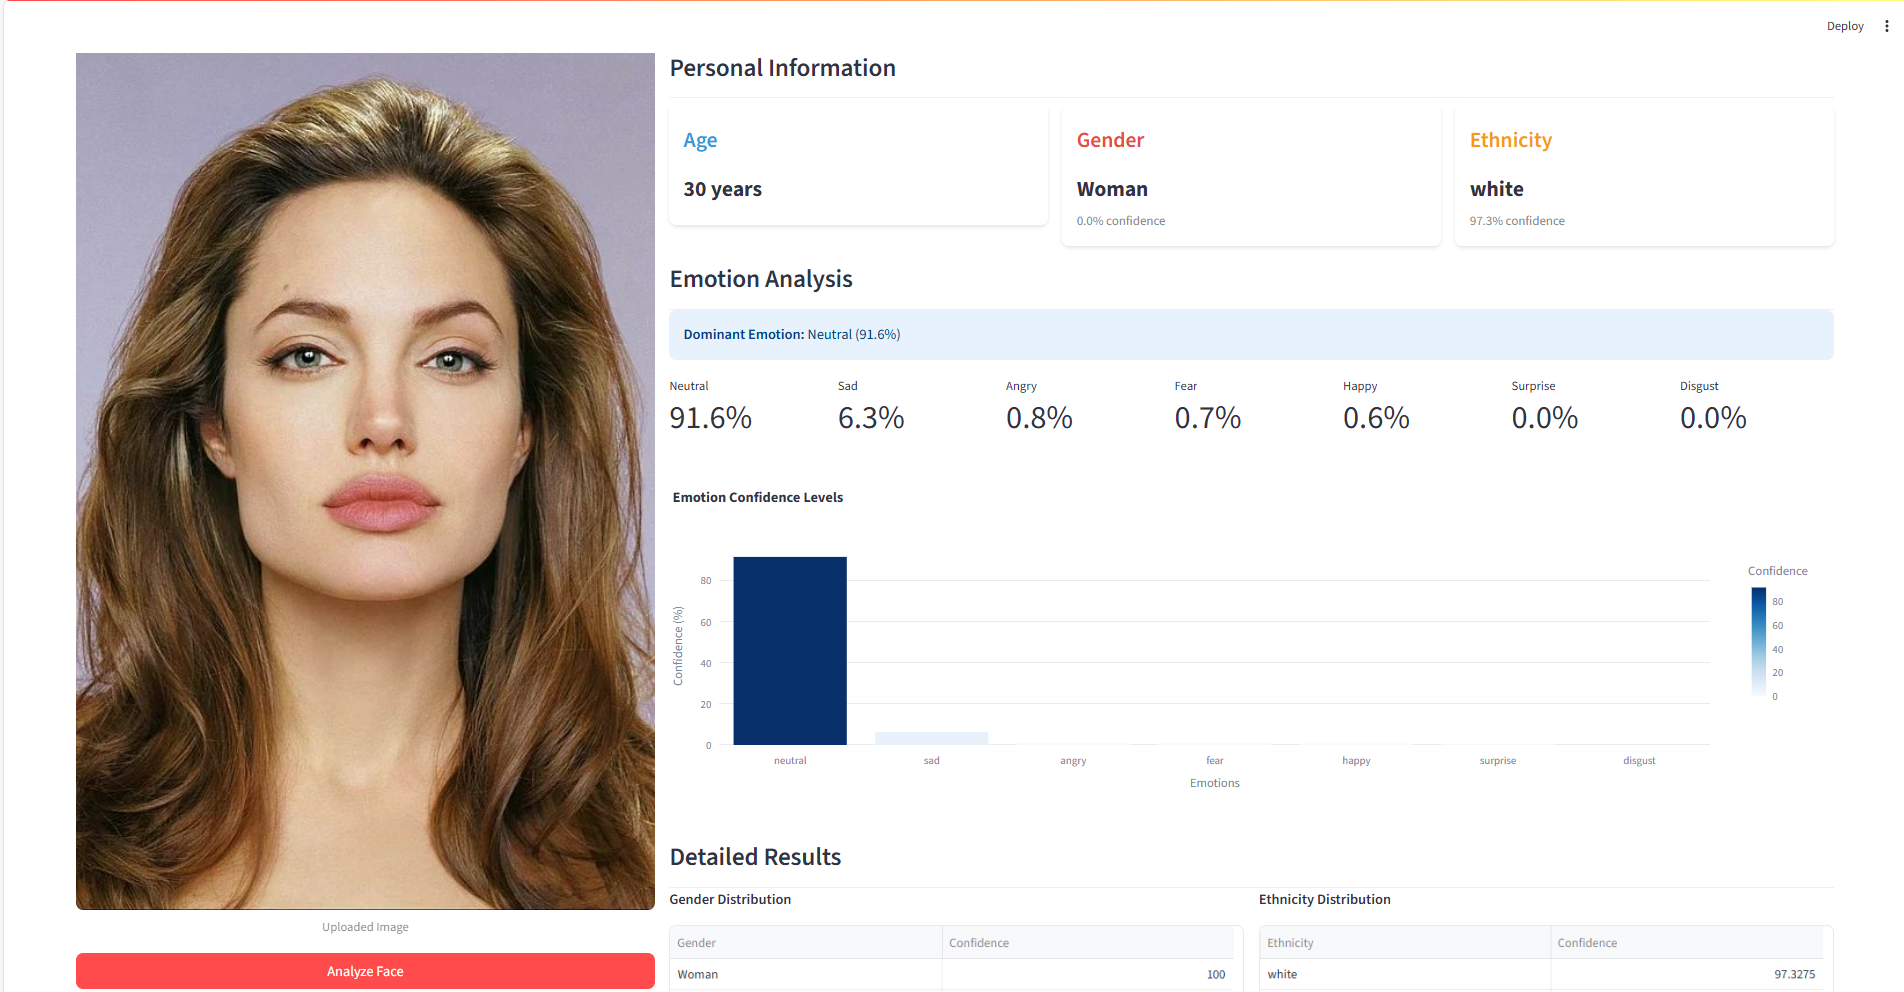 Deploy
Personal Information
Age
30 years
Gender
Woman
0.0% confidence
Ethnicity
white
97.3% confidence
Emotion Analysis
Dominant Emotion: Neutral (91.6%)
Neutral
91.6%
Sad
6.3%
Angry
0.8%
Fear
0.7%
Happy
0.6%
Surprise
0.0%
Disgust
0.0%
Emotion Confidence Levels
Confidence (%)
80
60
40
20
0
neutral
sad
angry
fear
happy
surprise
disgust
Emotions
Confidence
80
60
40
20
0
Detailed Results
Gender Distribution
Gender Confidence
Woman 100
Ethnicity Distribution
Ethnicity Confidence
white 97.3275
Uploaded Image
Analyze Face